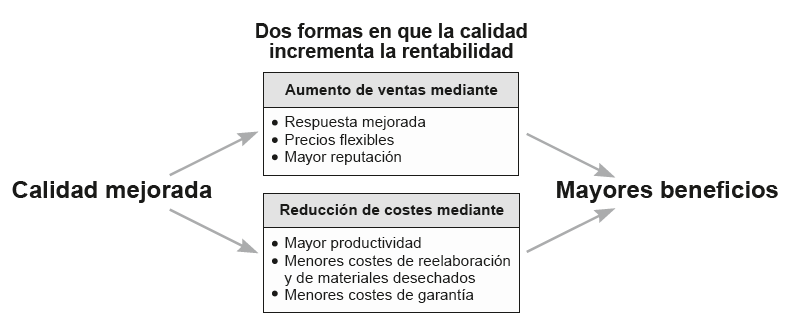 Dos formas en que la calidad
incrementa la rentabilidad
Calidad mejorada
Aumento de ventas mediante
• Respuesta mejorada
• Precios flexibles
• Mayor reputación
Reducción de costes mediante
• Mayor productividad
• Menores costes de reelaboración
y de materiales desechados
• Menores costes de garantía
Mayores beneficios